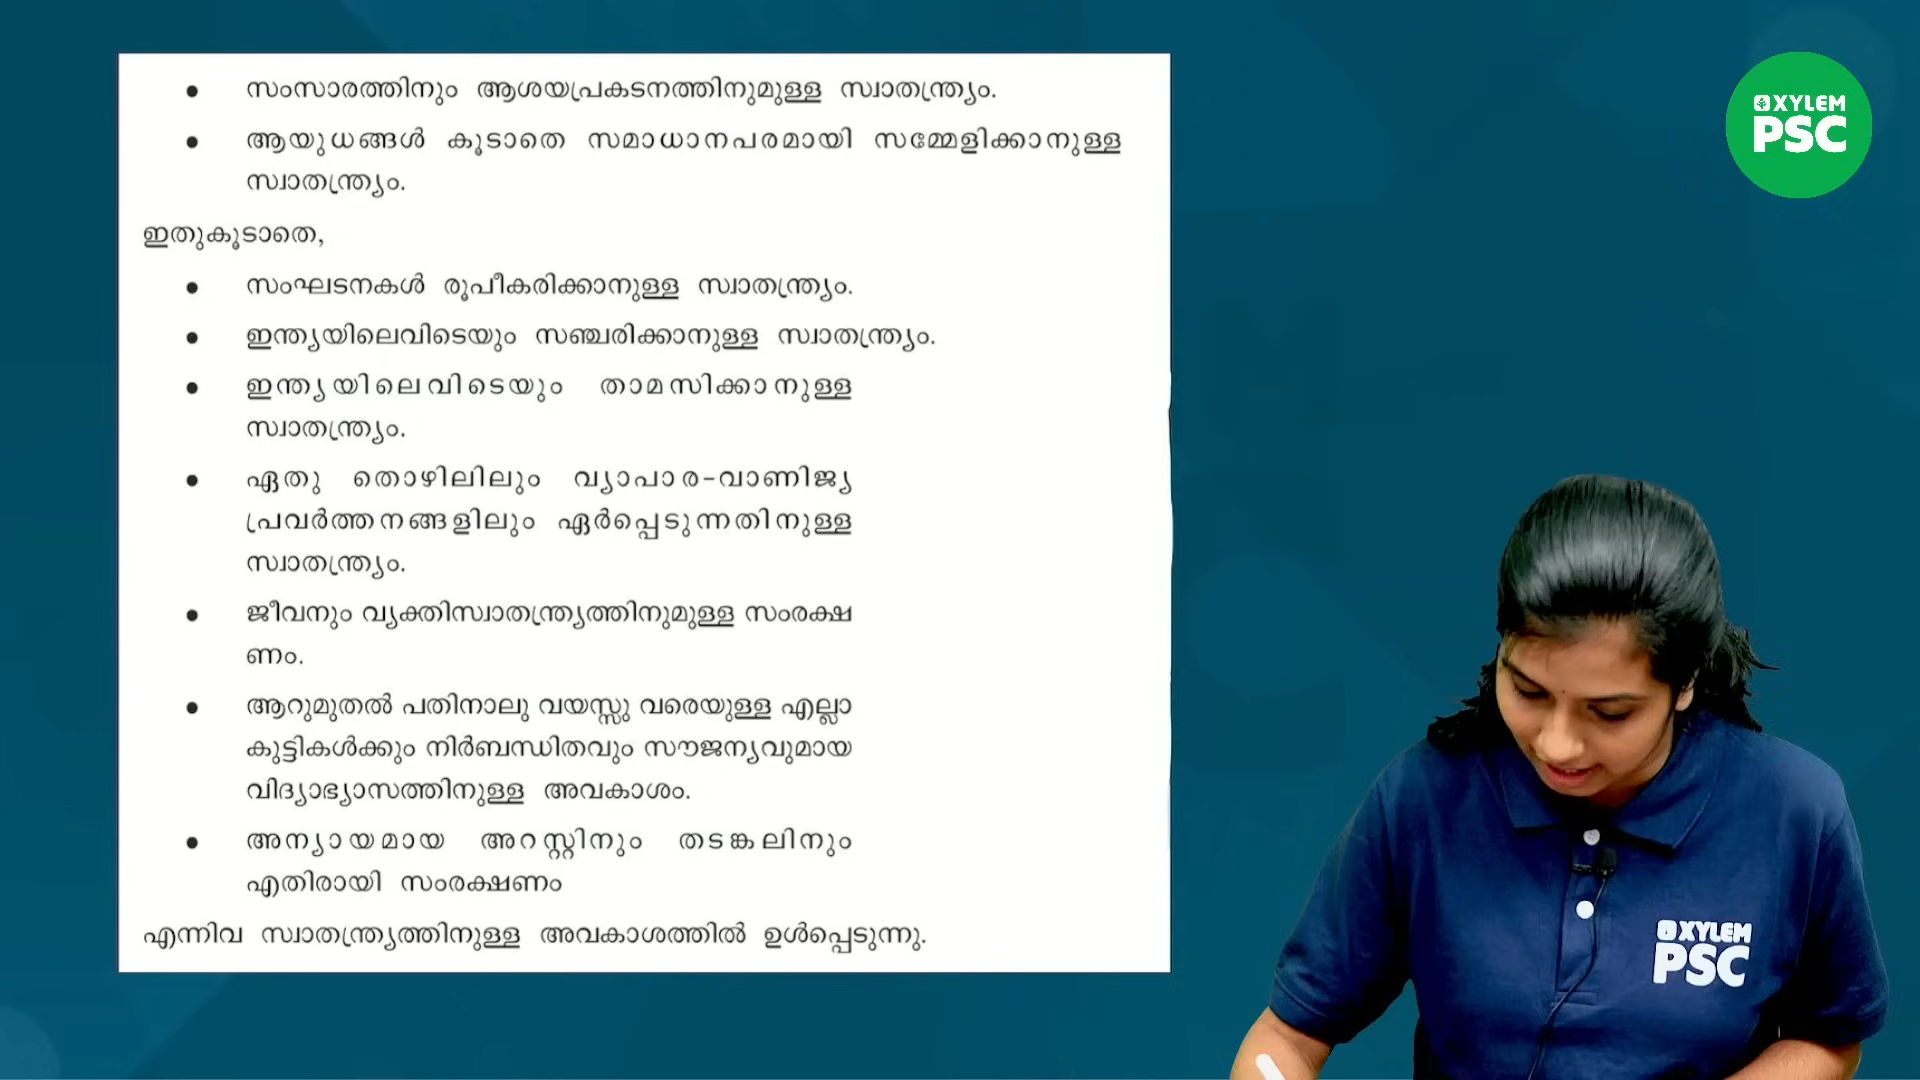 സംസാരത്തിനും ആശയപ്രകടനത്തിനുമുള്ള സ്വാതന്ത്ര്യം.
ആയുധങ്ങൾ കൂടാതെ സമാധാനപരമായി സമ്മേളിക്കാനുള്ള
സ്വാതന്ത്ര്യം.
ഇതുകൂടാതെ,
സംഘടനകൾ രൂപീകരിക്കാനുള്ള സ്വാതന്ത്ര്യം.
ഇന്ത്യയിലെവിടെയും സഞ്ചരിക്കാനുള്ള സ്വാതന്ത്ര്യം.
ഇന്ത്യയിലെവിടെയും താമസിക്കാനുള്ള
സ്വാതന്ത്ര്യം.
ഏതു തൊഴിലിലും വ്യാപാര-വാണിജ്യ
പ്രവർത്തനങ്ങളിലും ഏർപ്പെടുന്നതിനുള്ള
സ്വാതന്ത്ര്യം.
ജീവനും വ്യക്തിസ്വാതന്ത്ര്യത്തിനുമുള്ള സംരക്ഷ
ണം.
ആറുമുതൽ പതിനാലു വയസ്സു വരെയുള്ള എല്ലാ
കുട്ടികൾക്കും നിർബന്ധിതവും സൗജന്യവുമായ
വിദ്യാഭ്യാസത്തിനുള്ള അവകാശം.
അന്യായമായ അറസ്റ്റിനും തടങ്കലിനും
എതിരായി സംരക്ഷണം
എന്നിവ സ്വാതന്ത്ര്യത്തിനുള്ള അവകാശത്തിൽ ഉൾപ്പെടുന്നു.
XYLEM
PSC
XYLEM
PSC